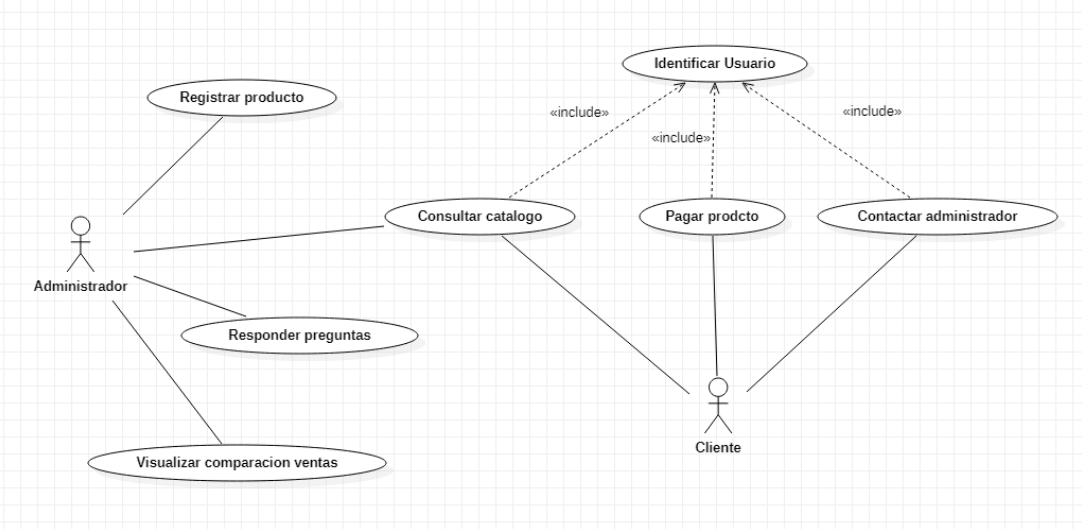 Identificar Usuario
Registrar producto
«include»
«include»
«include»
Consultar catalogo
Pagar prodcto
Contactar administrador
Administrador
Responder preguntas
Cliente
Visualizar comparacion ventas